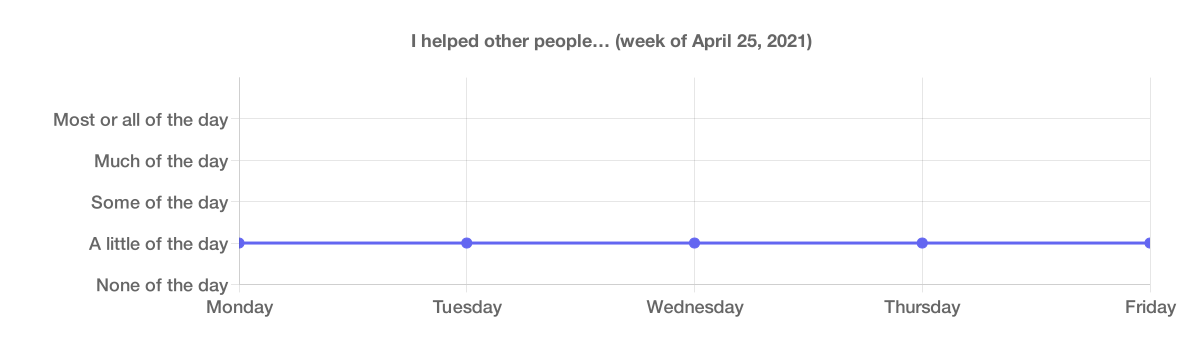 I helped other people… (week of April 25, 2021)
Most or all of the day
Much of the day
Some of the day
A little of the day
None of the day
Monday Tuesday Wednesday Thursday Friday